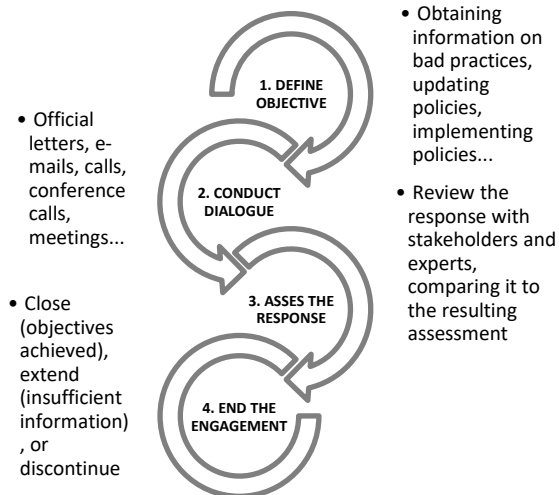 1. DEFINE
OBJECTIVE
• Obtaining
information on
bad practices,
updating
policies,
implementing
policies...
2. CONDUCT
DIALOGUE
• Official
letters, e-
mails, calls,
conference
calls,
meetings...
3. ASSES THE
RESPONSE
• Review the
response with
stakeholders and
experts,
comparing it to
the resulting
assessment
4. END THE
ENGAGEMENT
• Close
(objectives
achieved),
extend
(insufficient
information)
, or
discontinue